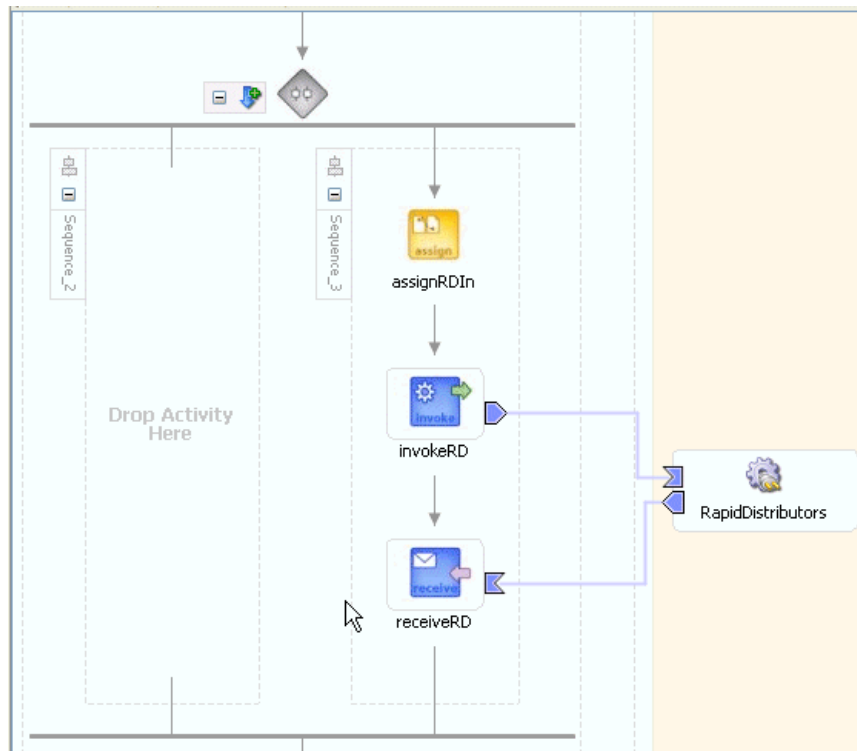 Sequence_2
Sequence_3
assign
assignRDIn
Drop Activity
Here
invoke
invokeRD
RapidDistributors
receive
receiveRD